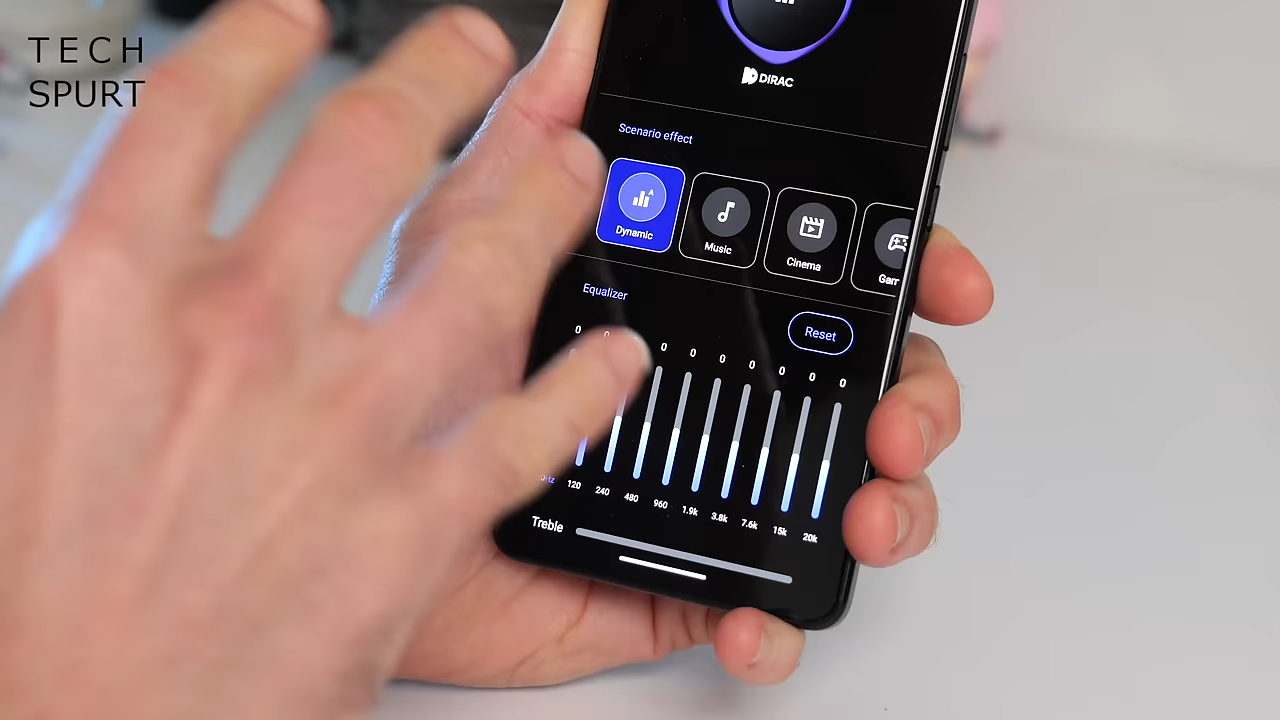 TECH
SPURT
DIRAC
Scenario effect
Dynamic
Music
Cinema
Equalizer
Reset
0 0 0 0 0 0 0 0 0
120 240 480 960 1.9k 3.8k 7.6k 15k 20k
Treble